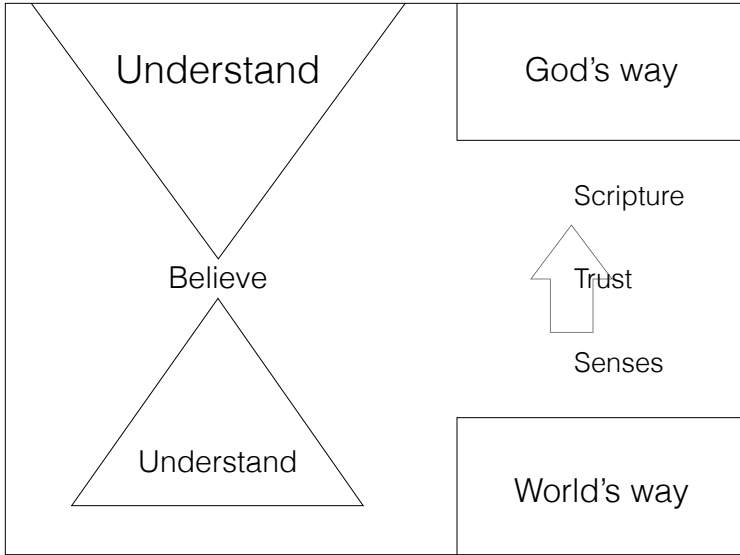 Understand
God's way
Scripture
Believe
Trust
Senses
Understand
World's way